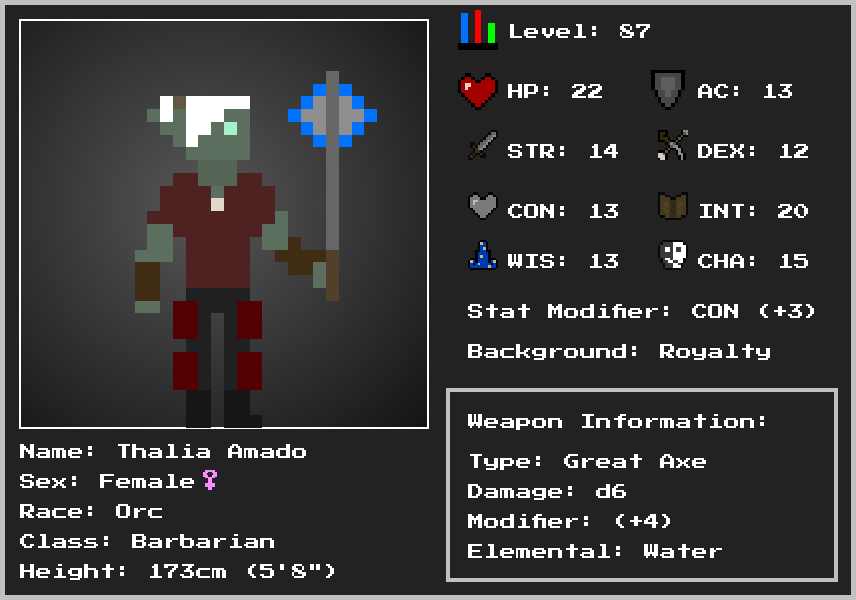 Level: 87
HP: 22
AC: 13
STR: 14
DEX: 12
CON: 13
INT: 20
WIS: 13
CHA: 15
Stat Modifier: CON (+3)
Background: Royalty
Weapon Information:
Type: Great Axe
Damage: d6
Modifier: (+4)
Elemental: Water
Name: Thalia Amado
Sex: Female♀
Race: Orc
Class: Barbarian
Height: 173cm (5'8")